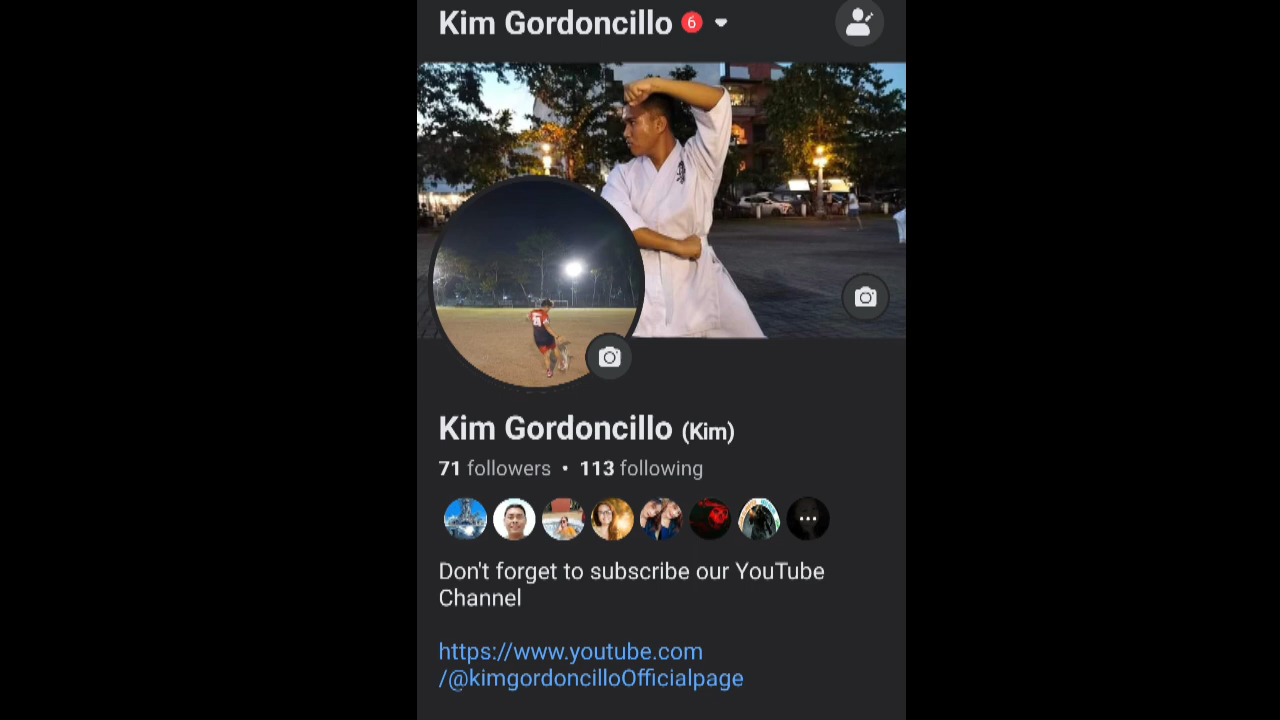 Kim Gordoncillo 6
Kim Gordoncillo (Kim)
71 followers • 113 following
Don't forget to subscribe our YouTube
Channel
https://www.youtube.com
/@kimgordoncilloOfficialpage